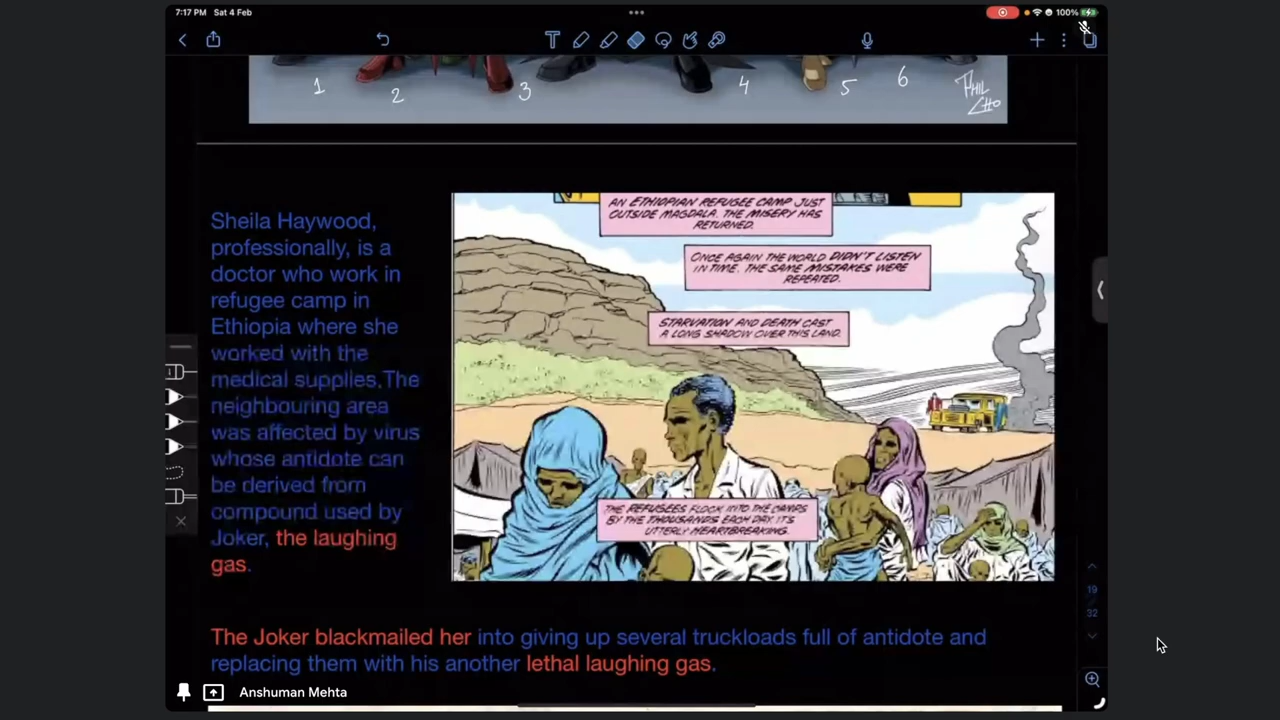 7:17 PM Sat 4 Feb
100%
1
2
3
4
5
6
PHIL
CHO
Sheila Haywood,
professionally, is a
doctor who work in
refugee camp in
Ethiopia where she
worked with the
medical supplies.The
neighbouring area
was affected by virus
whose antidote can
be derived from
compound used by
Joker, the laughing
gas.
AN ETHIOPIAN REFUGEE CAMP JUST
OUTSIDE MAGDALA. THE MISERY HAS
RETURNED.
ONCE AGAIN THE WORLD DIDN'T LISTEN
IN TIME. THE SAME MISTAKES WERE
REPEATED.
STARVATION AND DEATH CAST
A LONG SHADOW OVER THIS LAND.
THE REFUGEES FLOCK INTO THE CAMPS
BY THE THOUSANDS EACH DAY. IT'S
UTTERLY HEARTBREAKING.
19
32
The Joker blackmailed her into giving up several truckloads full of antidote and
replacing them with his another lethal laughing gas.
Anshuman Mehta